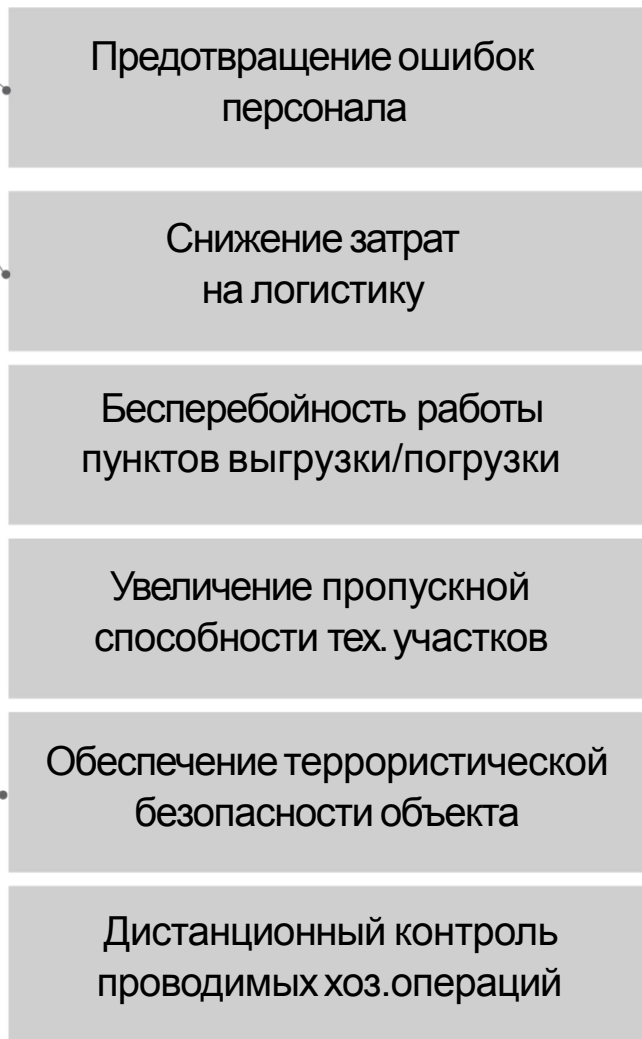 Предотвращение ошибок
персонала
Снижение затрат
на логистику
Бесперебойность работы
пунктов выгрузки/погрузки
Увеличение пропускной
способности тех. участков
Обеспечение террористической
безопасности объекта
Дистанционный контроль
проводимых хоз.операций